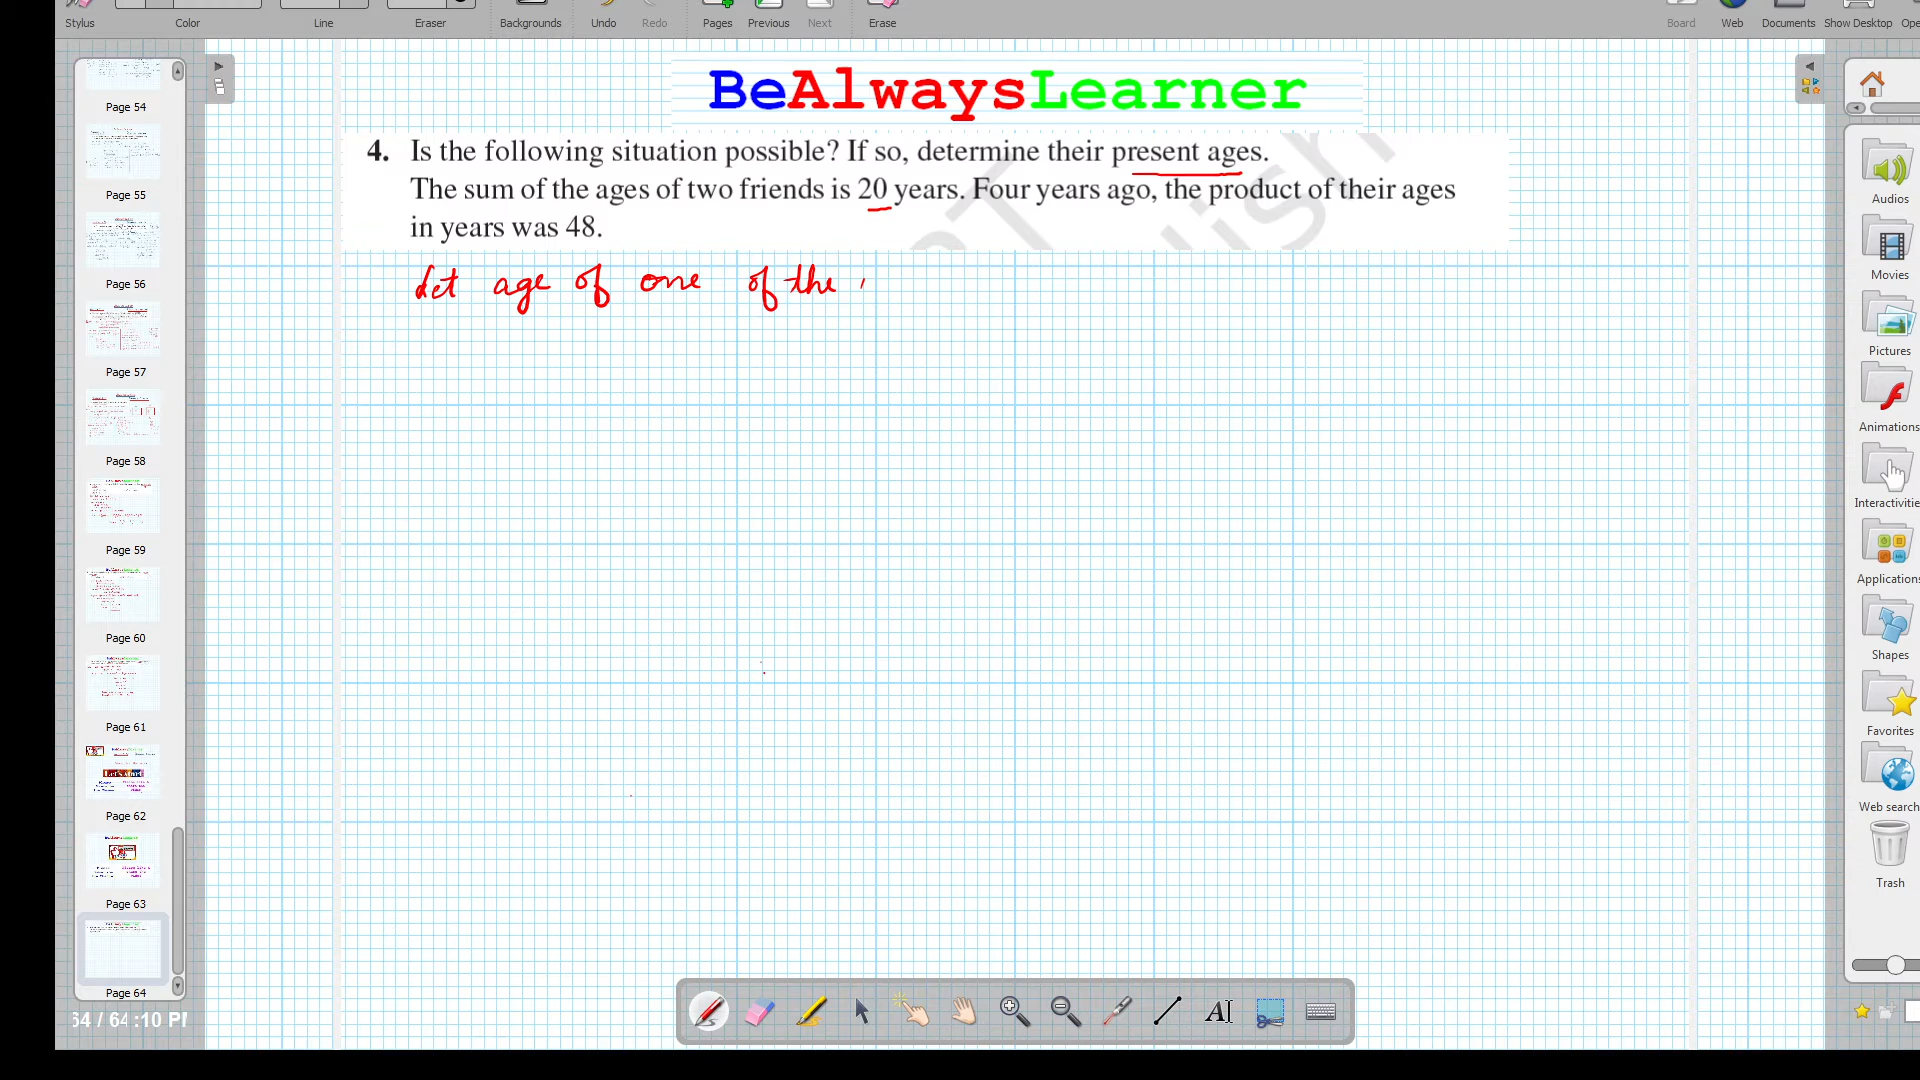 Stylus Color Line Eraser Backgrounds Undo Redo Pages Previous Next Erase Board Web Documents Show Desktop
BeAlwaysLearner
4. Is the following situation possible? If so, determine their present ages.
The sum of the ages of two friends is 20 years. Four years ago, the product of their ages
in years was 48.
Let age of one of the
Page 54
Page 55
Page 56
Page 57
Page 58
Page 59
Page 60
Page 61
Page 62
Page 63
Page 64
64 / 64
Audios
Movies
Pictures
Animations
Interactivitie
Applications
Shapes
Favorites
Web search
Trash